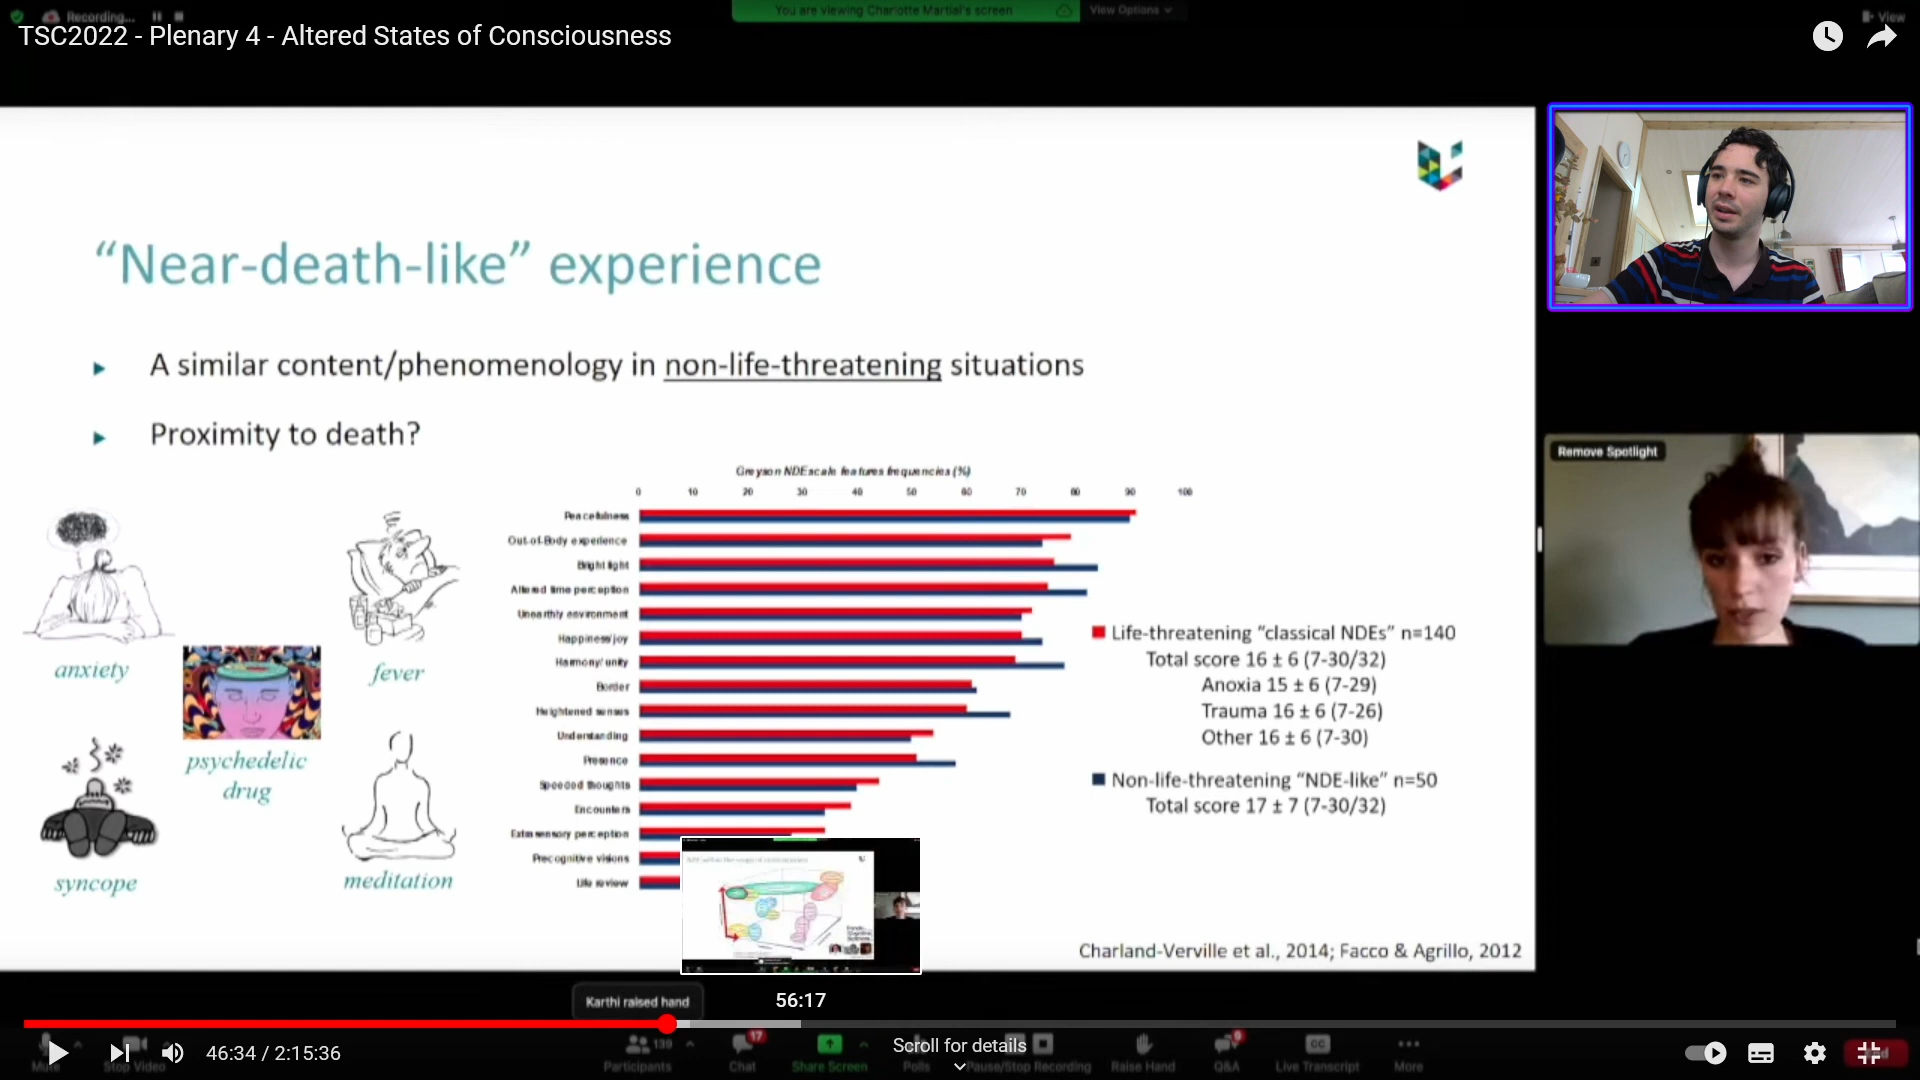 Recording...
You are viewing Charlotte Martial's screen
View Options
View
TSC2022 - Plenary 4 - Altered States of Consciousness
"Near-death-like" experience
A similar content/phenomenology in non-life-threatening situations
Proximity to death?
anxiety
fever
psychedelic
drug
syncope
meditation
Greyson NDE scale features frequencies (%)
0 10 20 30 40 50 60 70 80 90 100
Peacefulness
Out-of-Body experience
Bright light
Altered time perception
Unearthly environment
Happiness/joy
Harmony/unity
Border
Heightened senses
Understanding
Presence
Speeded thoughts
Encounters
Extrasensory perception
Precognitive visions
Life review
Life-threatening "classical NDEs" n=140
Total score 16 ± 6 (7-30/32)
Anoxia 15 ± 6 (7-29)
Trauma 16 ± 6 (7-26)
Other 16 ± 6 (7-30)
Non-life-threatening "NDE-like" n=50
Total score 17 ± 7 (7-30/32)
Charland-Verville et al., 2014; Facco & Agrillo, 2012
Remove Spotlight
Karthi raised hand
56:17
46:34 / 2:15:36
Scroll for details
139
17
Mute
Stop Video
Participants
Chat
Share Screen
Polls
Pause/Stop Recording
Raise Hand
Q&A
Live Transcript
More